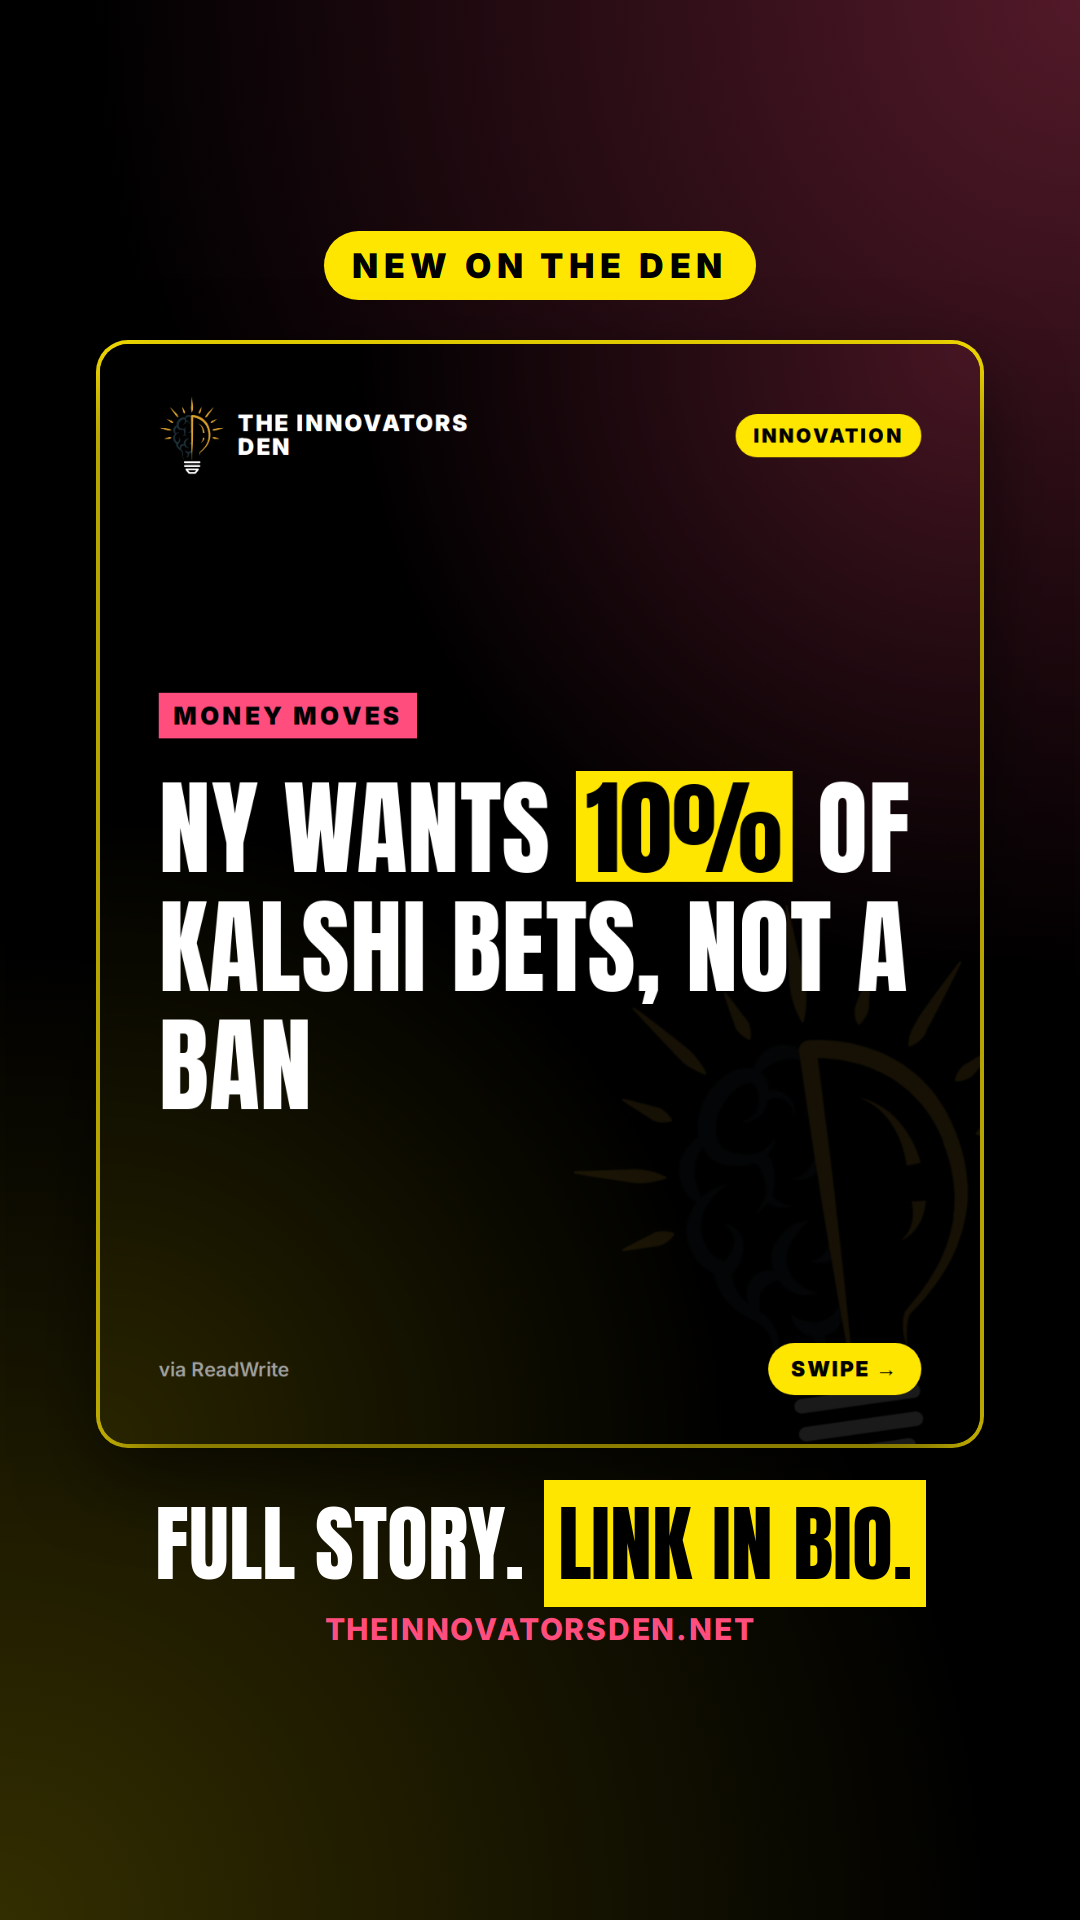 NEW ON THE DEN
THE INNOVATORS
DEN
INNOVATION
MONEY MOVES
NY WANTS 10% OF
KALSHI BETS, NOT A
BAN
via ReadWrite
SWIPE →
FULL STORY. LINK IN BIO.
THEINNOVATORSDEN.NET